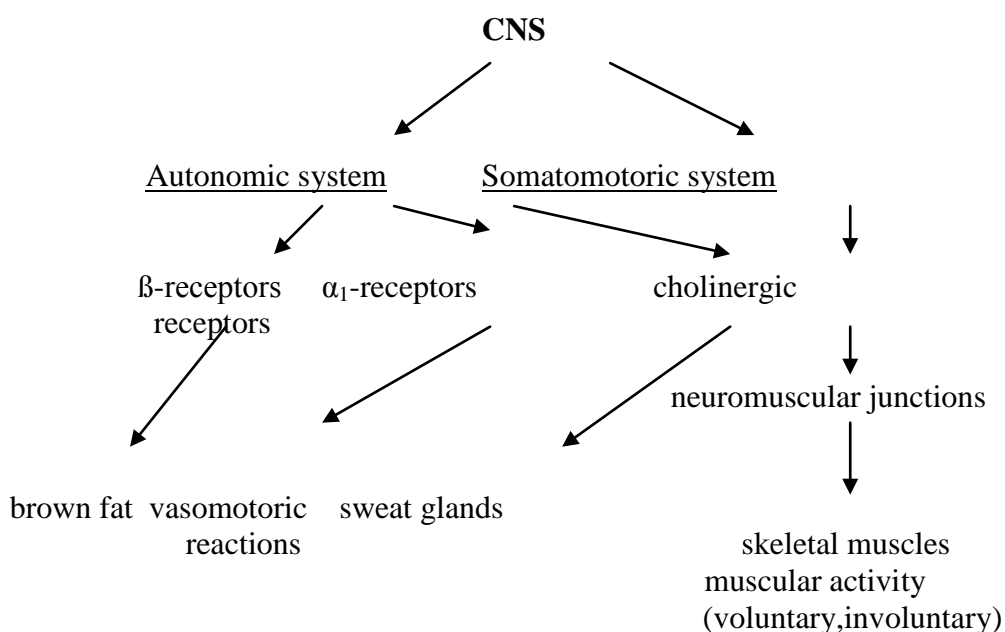 CNS
Autonomic system Somatomotoric system
ß-receptors α₁-receptors cholinergic
receptors
neuromuscular junctions
brown fat vasomotoric sweat glands
reactions
skeletal muscles
muscular activity
(voluntary,involuntary)